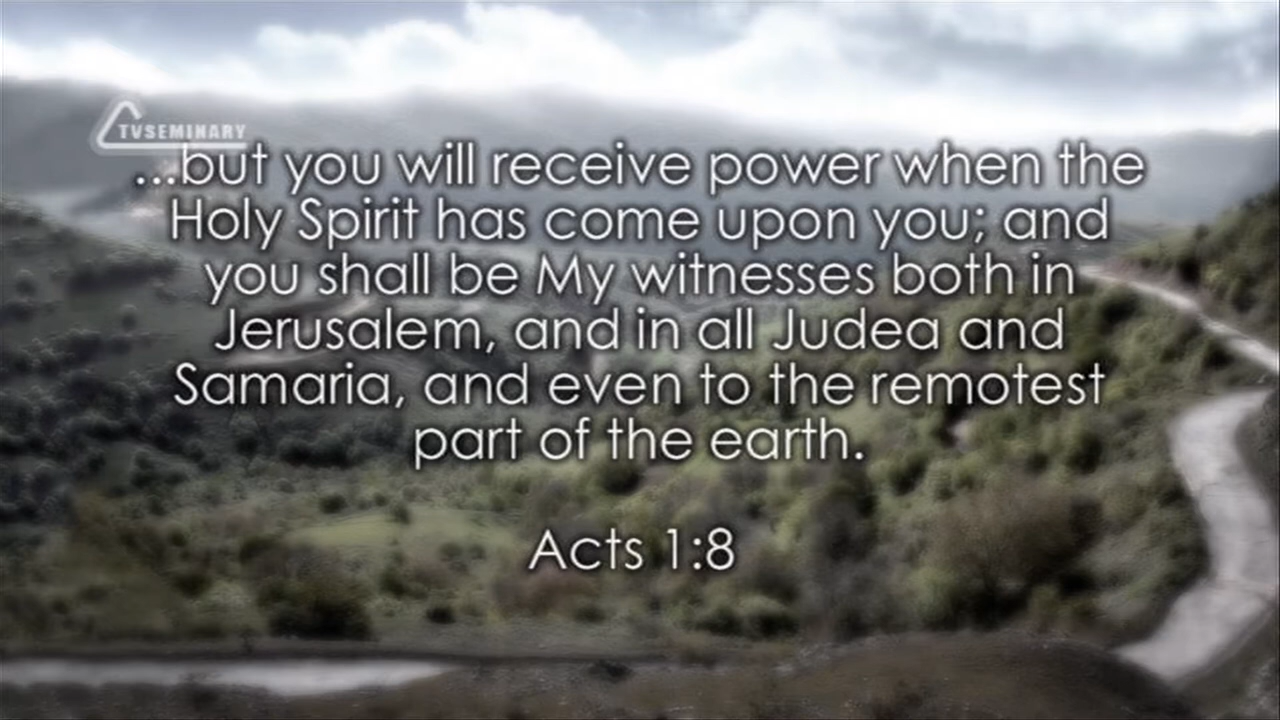 TVSEMINARY
...but you will receive power when the
Holy Spirit has come upon you; and
you shall be My witnesses both in
Jerusalem, and in all Judea and
Samaria, and even to the remotest
part of the earth.
Acts 1:8